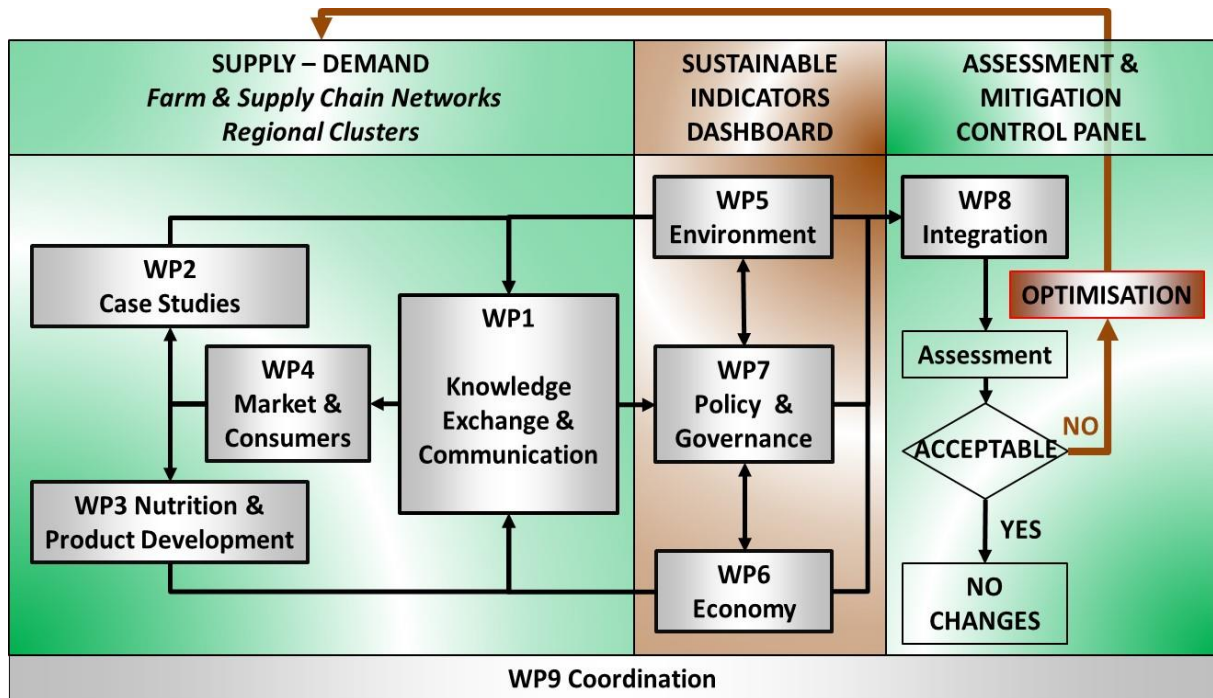 SUPPLY – DEMAND
Farm & Supply Chain Networks
Regional Clusters
SUSTAINABLE
INDICATORS
DASHBOARD
ASSESSMENT &
MITIGATION
CONTROL PANEL
WP2
Case Studies
WP4
Market &
Consumers
WP3 Nutrition &
Product Development
WP1
Knowledge
Exchange &
Communication
WP5
Environment
WP7
Policy &
Governance
WP6
Economy
WP8
Integration
OPTIMISATION
Assessment
ACCEPTABLE
NO
YES
NO
CHANGES
WP9 Coordination